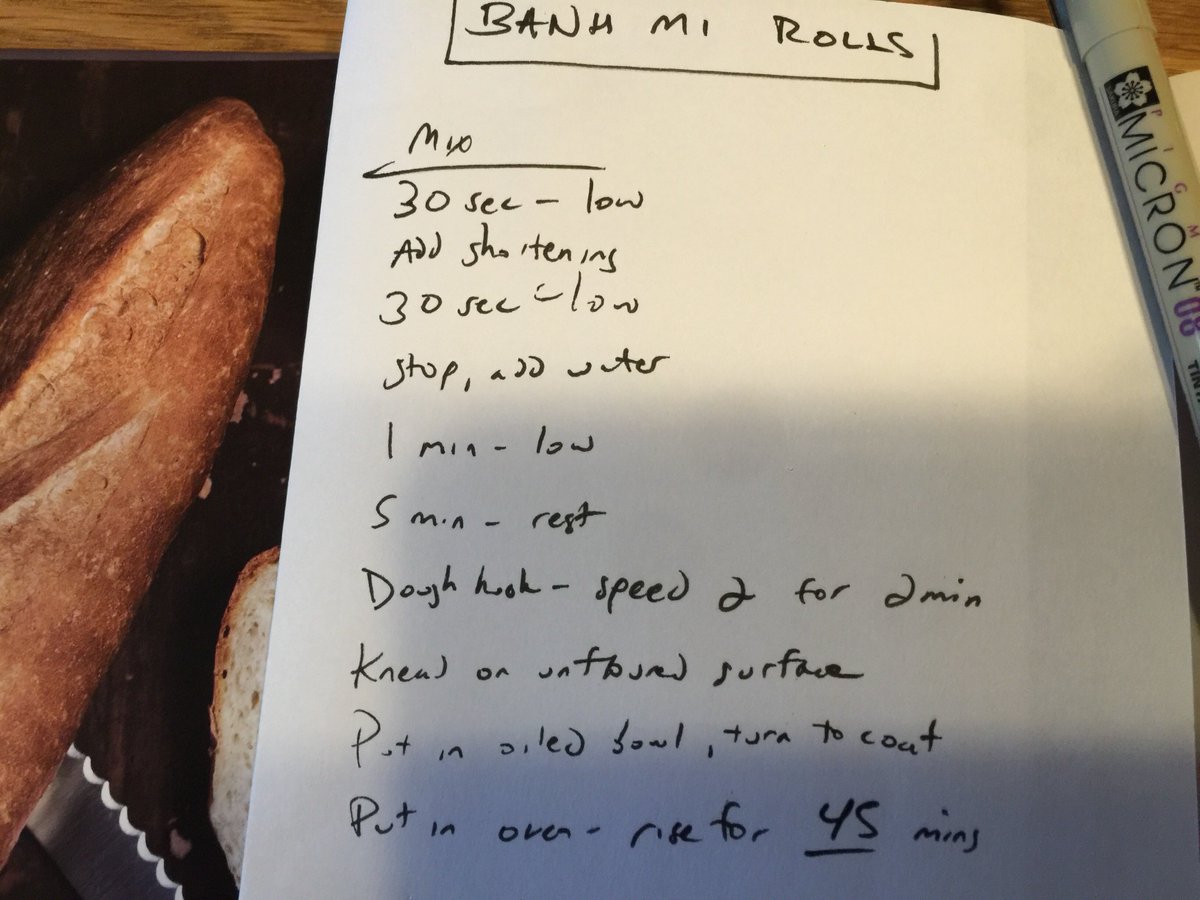 BANH MI ROLLS
Mix
30 sec - low
Add shortening
30 sec - low
stop, add water
1 min - low
5 min - rest
Dough hook - speed 2 for 2 min
Knead on unfloured surface
Put in oiled bowl, turn to coat
Put in oven - rise for 45 mins
PIGM
MICRON
08